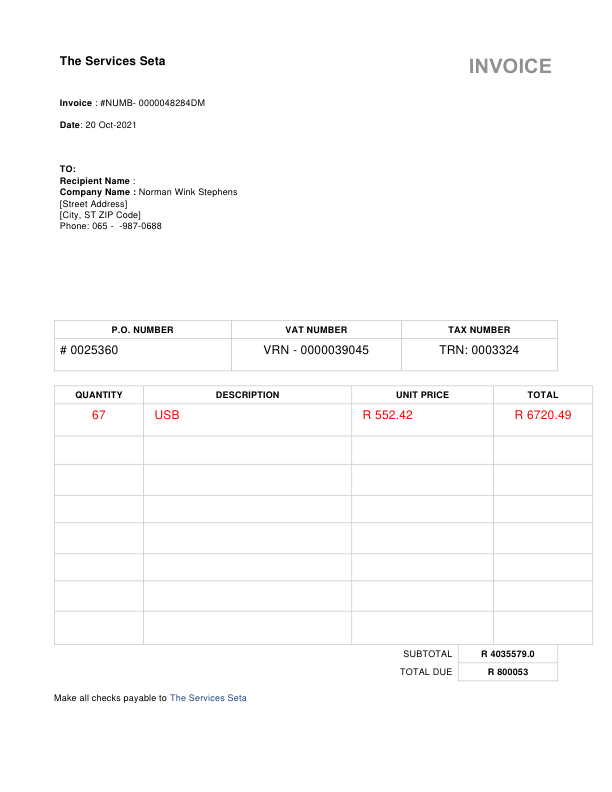 The Services Seta
INVOICE
Invoice : #NUMB- 0000048284DM
Date: 20 Oct-2021
TO:
Recipient Name :
Company Name : Norman Wink Stephens
[Street Address]
[City, ST ZIP Code]
Phone: 065 - -987-0688
P.O. NUMBER VAT NUMBER TAX NUMBER
# 0025360 VRN - 0000039045 TRN: 0003324
QUANTITY DESCRIPTION UNIT PRICE TOTAL
67 USB R 552.42 R 6720.49
SUBTOTAL R 4035579.0
TOTAL DUE R 800053
Make all checks payable to The Services Seta